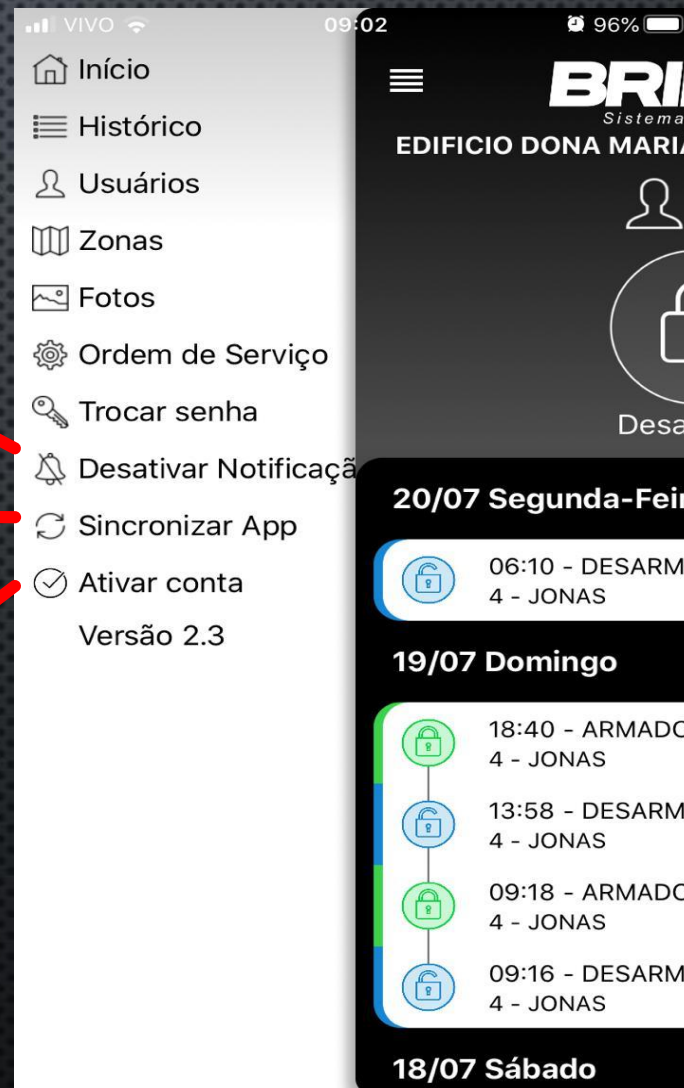 VIVO 09:02 96%
Início
Histórico
Usuários
Zonas
Fotos
Ordem de Serviço
Trocar senha
Desativar Notificaçã
Sincronizar App
Ativar conta
Versão 2.3
Sistema
EDIFICIO DONA MARIA
20/07 Segunda-Feir
06:10 - DESARM
4 - JONAS
19/07 Domingo
18:40 - ARMADO
4 - JONAS
13:58 - DESARM
4 - JONAS
09:18 - ARMADO
4 - JONAS
09:16 - DESARM
4 - JONAS
18/07 Sábado